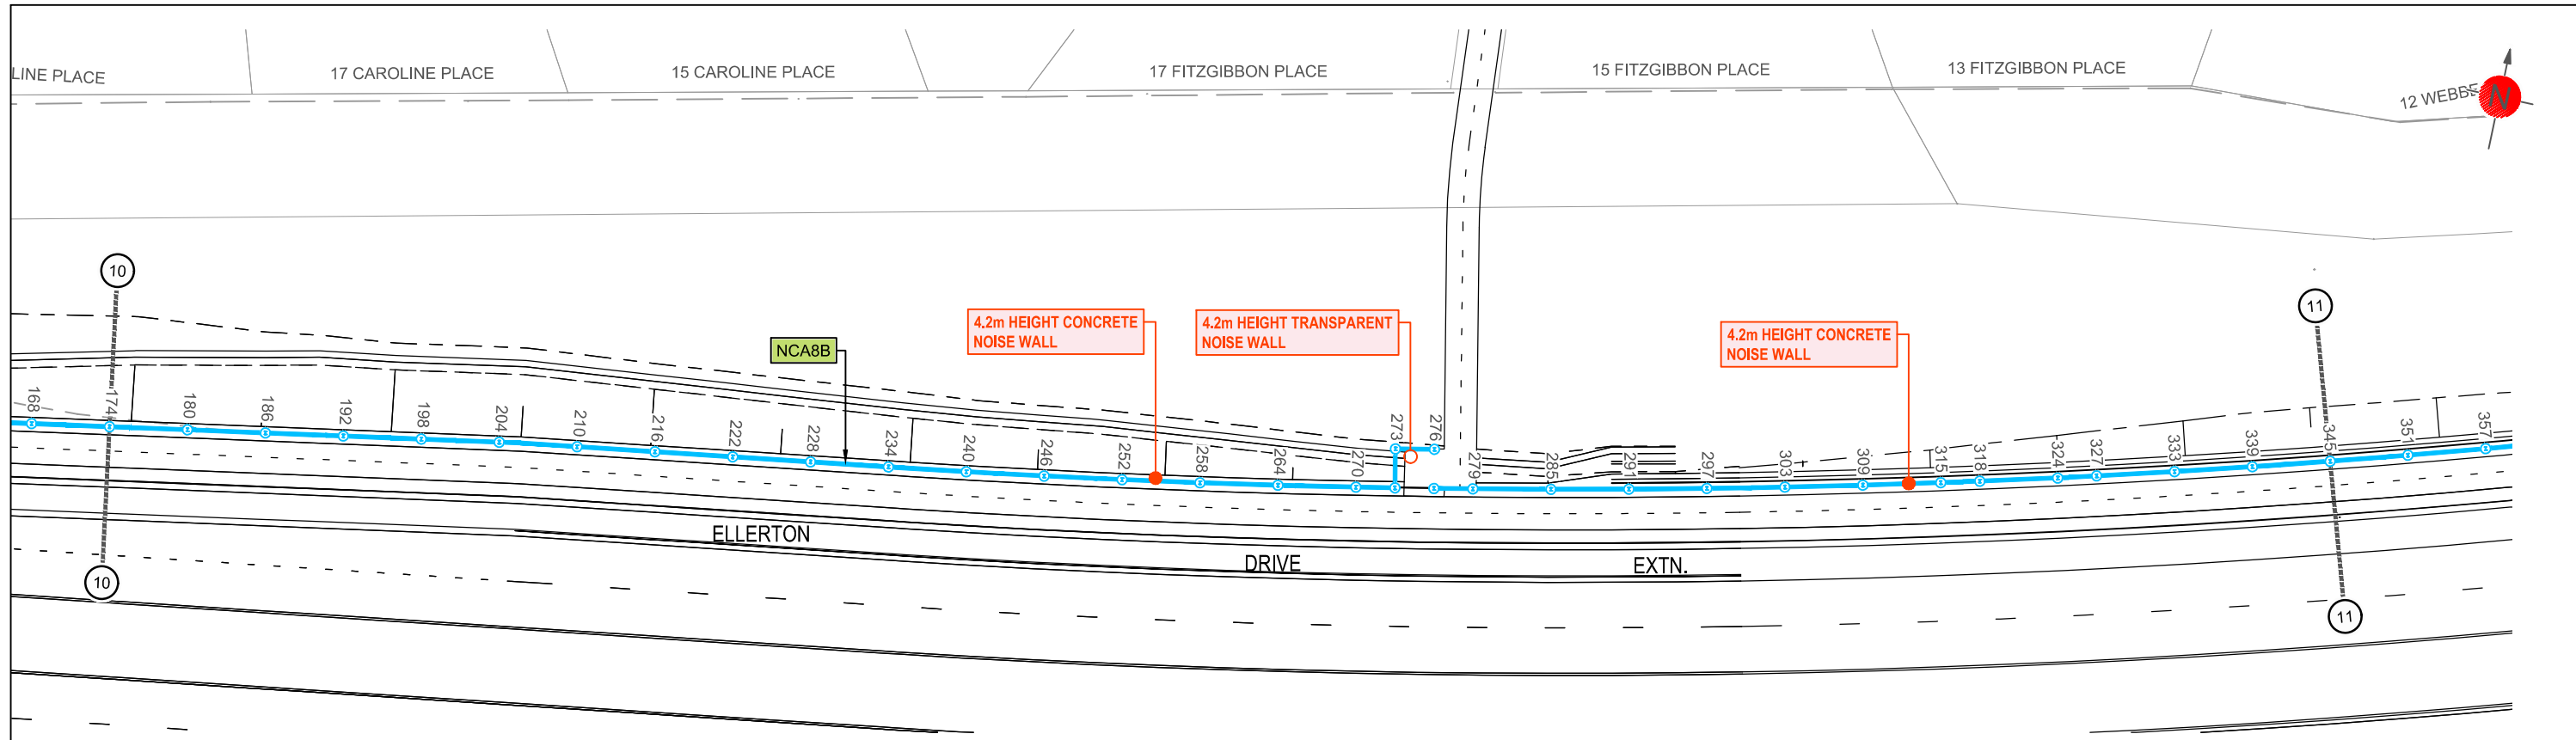 LINE PLACE
17 CAROLINE PLACE
15 CAROLINE PLACE
17 FITZGIBBON PLACE
15 FITZGIBBON PLACE
13 FITZGIBBON PLACE
12 WEBBE
N
10
11
4.2m HEIGHT CONCRETE
NOISE WALL
4.2m HEIGHT TRANSPARENT
NOISE WALL
4.2m HEIGHT CONCRETE
NOISE WALL
NCA8B
168
174
180
186
192
198
204
210
216
222
228
234
240
246
252
258
264
270
273
276
279
285
291
297
303
309
315
318
324
327
333
339
345
351
357
ELLERTON
DRIVE
EXTN.
10
11